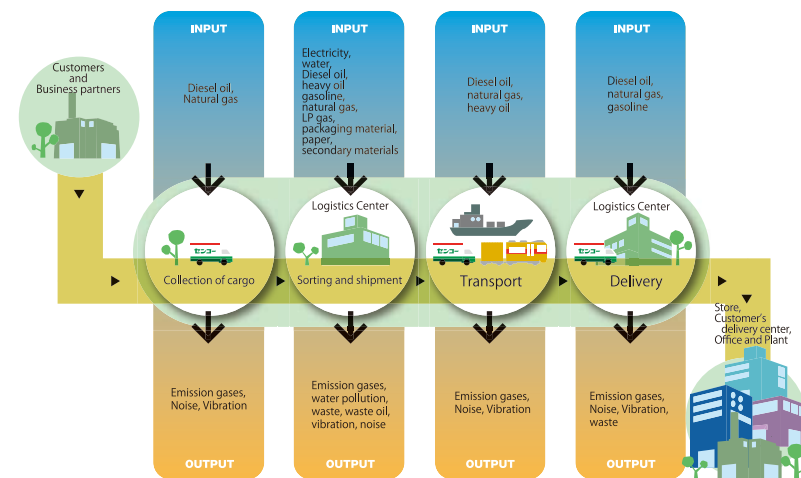 INPUT
INPUT
INPUT
INPUT
Customers
and
Business partners
Diesel oil,
Natural gas
Electricity,
water,
Diesel oil,
heavy oil
gasoline,
natural gas,
LP gas,
packaging material,
paper,
secondary materials
Diesel oil,
natural gas,
heavy oil
Diesel oil,
natural gas,
gasoline
センコー
Collection of cargo
Logistics Center
Sorting and shipment
センコー
Transport
Logistics Center
センコー
Delivery
Store,
Customer's
delivery center,
Office and Plant
Emission gases,
Noise, Vibration
Emission gases,
water pollution,
waste, waste oil,
vibration, noise
Emission gases,
Noise, Vibration
Emission gases,
Noise, Vibration,
waste
OUTPUT
OUTPUT
OUTPUT
OUTPUT